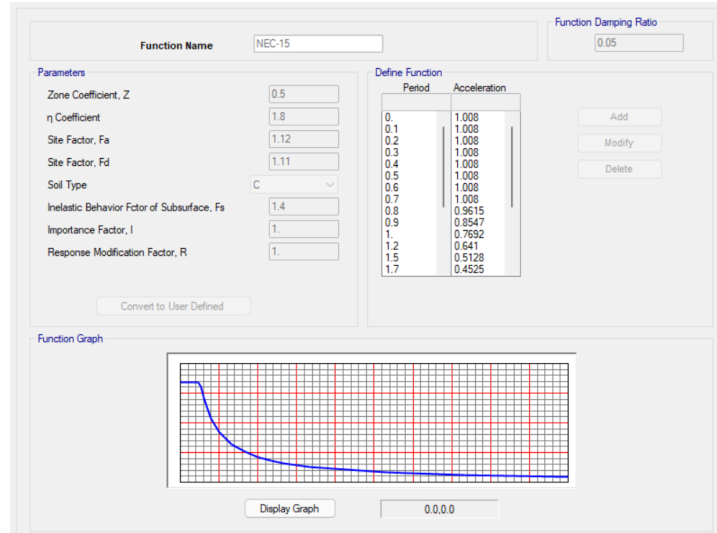 Function Damping Ratio
Function Name NEC-15 0.05
Parameters Define Function
Zone Coefficient, Z 0.5
η Coefficient 1.8
Site Factor, Fa 1.12
Site Factor, Fd 1.11
Soil Type C
Inelastic Behavior Fctor of Subsurface, Fs 1.4
Importance Factor, I 1.
Response Modification Factor, R 1.
Convert to User Defined
Period Acceleration
0. 1.008
0.1 1.008
0.2 1.008
0.3 1.008
0.4 1.008
0.5 1.008
0.6 1.008
0.7 1.008
0.8 0.9615
0.9 0.8547
1. 0.7692
1.2 0.641
1.5 0.5128
1.7 0.4525
Add
Modify
Delete
Function Graph
Display Graph 0.0,0.0